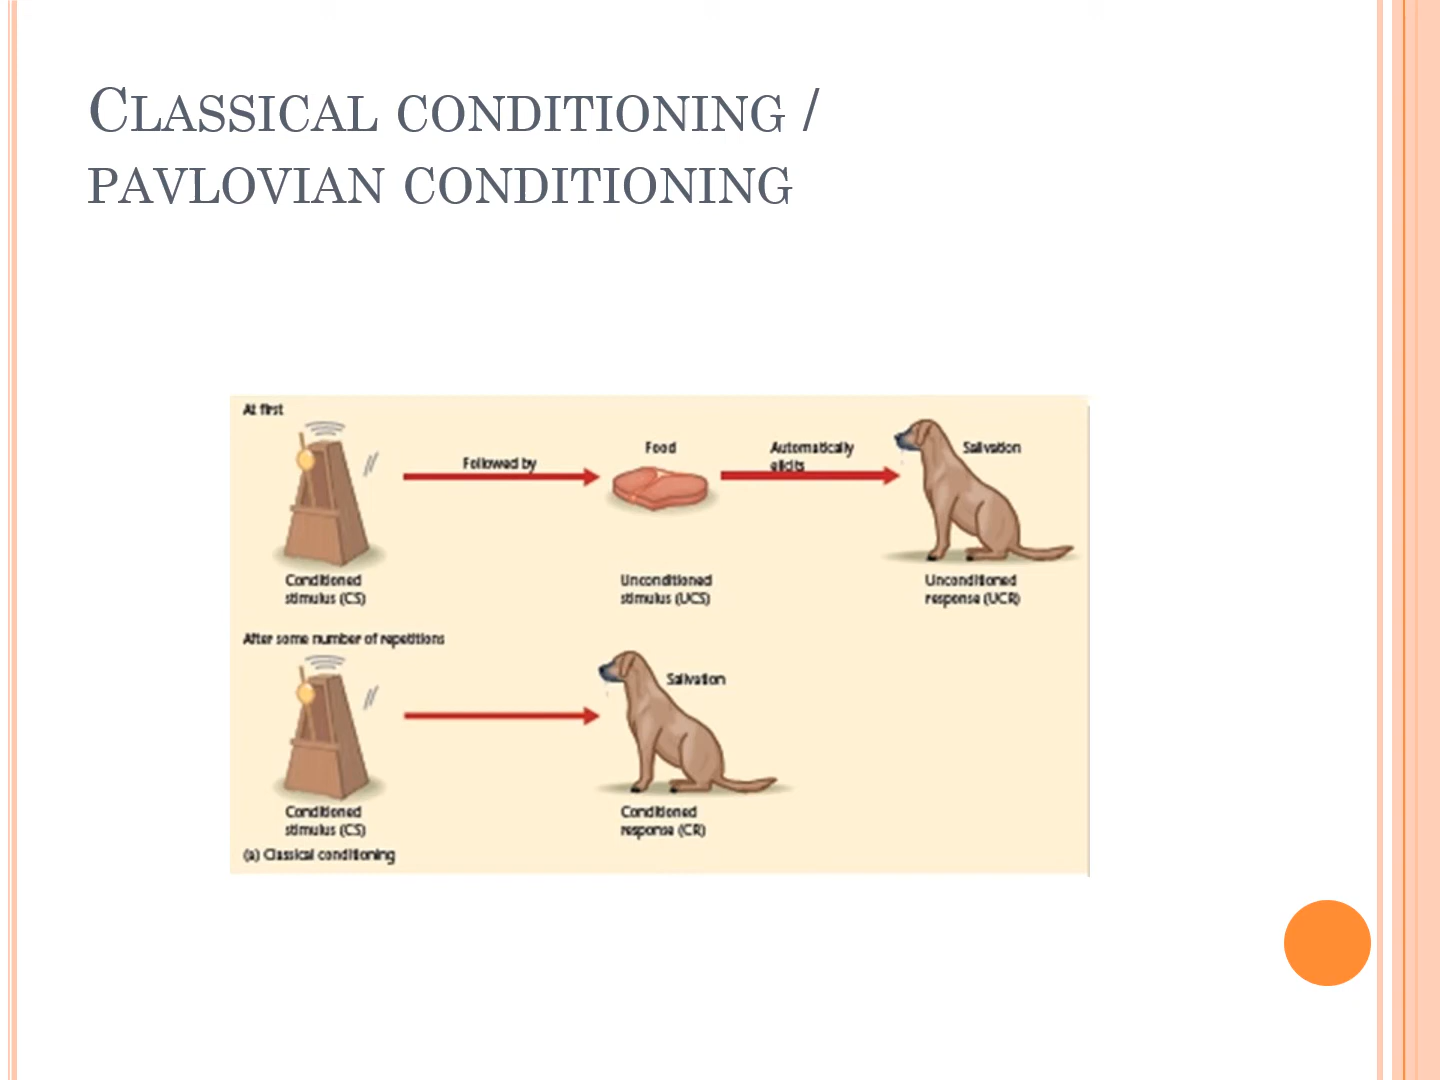 Classical conditioning /
pavlovian conditioning
At first
Followed by
Food
Automatically
elicits
Salivation
Conditioned
stimulus (CS)
Unconditioned
stimulus (UCS)
Unconditioned
response (UCR)
After some number of repetitions
Salivation
Conditioned
stimulus (CS)
Conditioned
response (CR)
(a) Classical conditioning